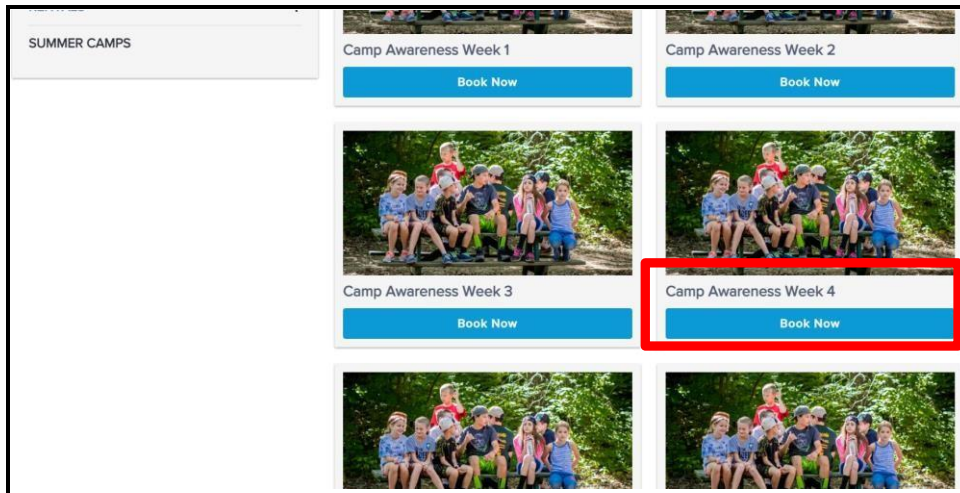 SUMMER CAMPS
Camp Awareness Week 1
Camp Awareness Week 2
Book Now
Book Now
Camp Awareness Week 3
Camp Awareness Week 4
Book Now
Book Now